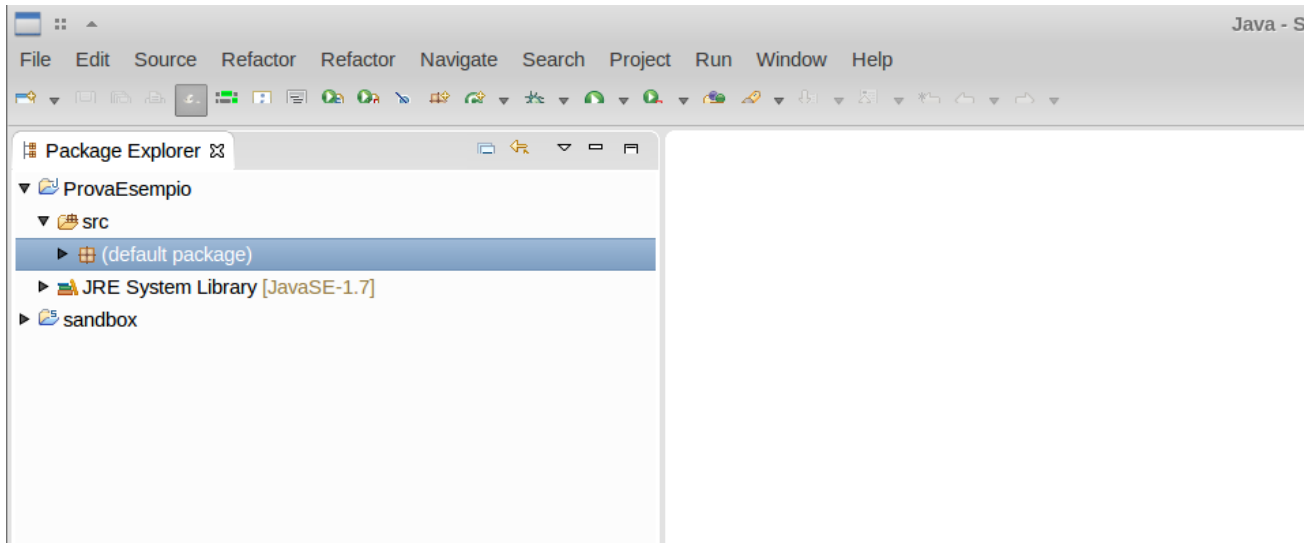 Java - S
File Edit Source Refactor Refactor Navigate Search Project Run Window Help
Package Explorer
ProvaEsempio
src
(default package)
JRE System Library [JavaSE-1.7]
sandbox